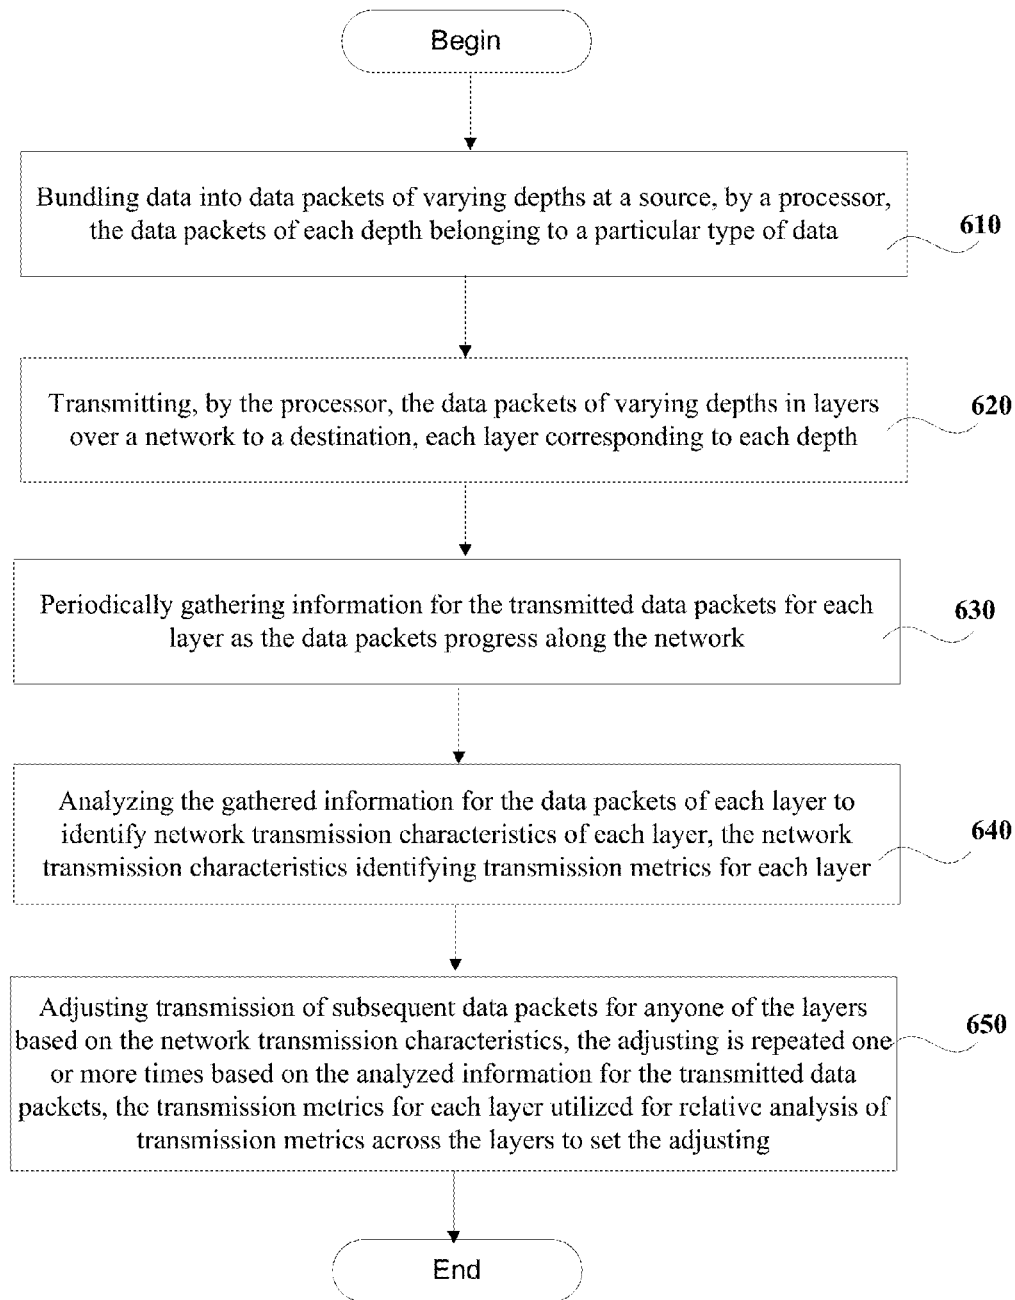 Begin
Bundling data into data packets of varying depths at a source, by a processor,
the data packets of each depth belonging to a particular type of data
610
Transmitting, by the processor, the data packets of varying depths in layers
over a network to a destination, each layer corresponding to each depth
620
Periodically gathering information for the transmitted data packets for each
layer as the data packets progress along the network
630
Analyzing the gathered information for the data packets of each layer to
identify network transmission characteristics of each layer, the network
transmission characteristics identifying transmission metrics for each layer
640
Adjusting transmission of subsequent data packets for anyone of the layers
based on the network transmission characteristics, the adjusting is repeated one
or more times based on the analyzed information for the transmitted data
packets, the transmission metrics for each layer utilized for relative analysis of
transmission metrics across the layers to set the adjusting
650
End